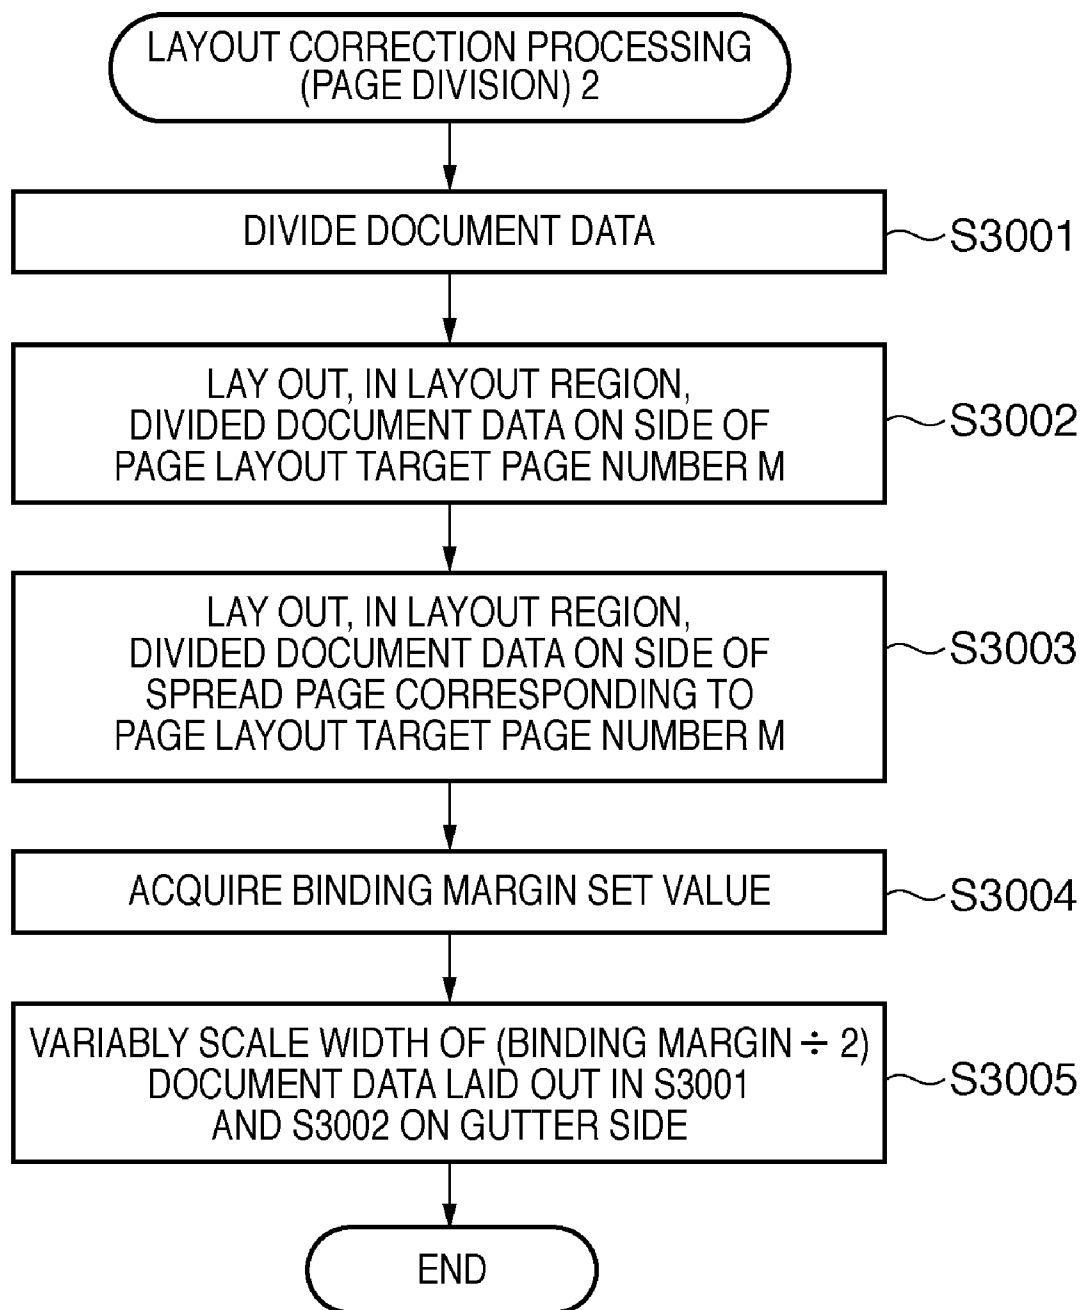 LAYOUT CORRECTION PROCESSING
(PAGE DIVISION) 2
DIVIDE DOCUMENT DATA
S3001
LAY OUT, IN LAYOUT REGION,
DIVIDED DOCUMENT DATA ON SIDE OF
PAGE LAYOUT TARGET PAGE NUMBER M
S3002
LAY OUT, IN LAYOUT REGION,
DIVIDED DOCUMENT DATA ON SIDE OF
SPREAD PAGE CORRESPONDING TO
PAGE LAYOUT TARGET PAGE NUMBER M
S3003
ACQUIRE BINDING MARGIN SET VALUE
S3004
VARIABLY SCALE WIDTH OF (BINDING MARGIN ÷ 2)
DOCUMENT DATA LAID OUT IN S3001
AND S3002 ON GUTTER SIDE
S3005
END